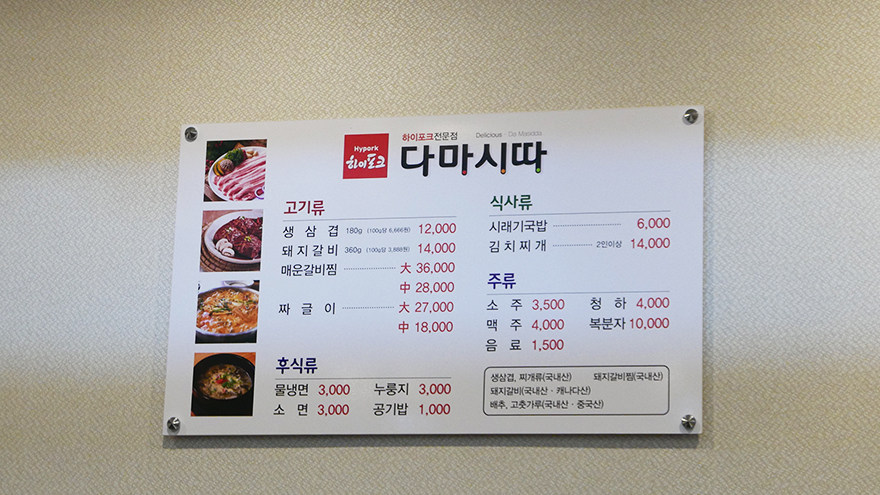 Hypork
하이포크
하이포크전문점
Delicious - Da Masidda
다마시따
고기류
생 삼 겹 180g (100g당 6,666원) 12,000
돼지갈비 360g (100g당 3,888원) 14,000
매운갈비찜 大 36,000
中 28,000
짜 글 이 大 27,000
中 18,000
후식류
물냉면 3,000 누룽지 3,000
소 면 3,000 공기밥 1,000
식사류
시래기국밥 6,000
김치찌개 2인이상 14,000
주류
소 주 3,500 청 하 4,000
맥 주 4,000 복분자 10,000
음 료 1,500
생삼겹, 찌개류(국내산) 돼지갈비찜(국내산)
돼지갈비(국내산 · 캐나다산)
배추, 고춧가루(국내산 · 중국산)